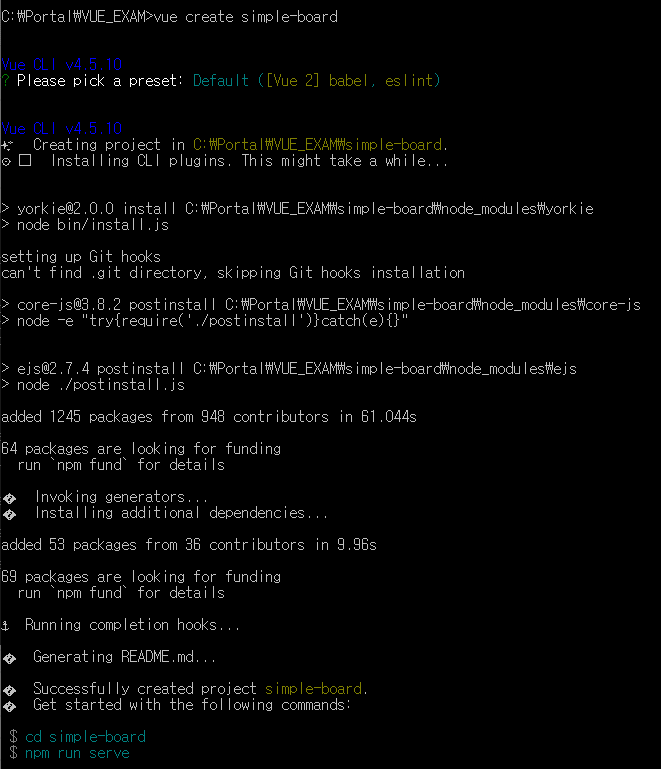 C:₩Portal₩VUE_EXAM>vue create simple-board
Vue CLI v4.5.10
? Please pick a preset: Default ([Vue 2] babel, eslint)
Vue CLI v4.5.10
Creating project in C:₩Portal₩VUE_EXAM₩simple-board.
Installing CLI plugins. This might take a while...
> yorkie@2.0.0 install C:₩Portal₩VUE_EXAM₩simple-board₩node_modules₩yorkie
> node bin/install.js
setting up Git hooks
can't find .git directory, skipping Git hooks installation
> core-js@3.8.2 postinstall C:₩Portal₩VUE_EXAM₩simple-board₩node_modules₩core-js
> node -e "try{require('./postinstall')}catch(e){}"
> ejs@2.7.4 postinstall C:₩Portal₩VUE_EXAM₩simple-board₩node_modules₩ejs
> node ./postinstall.js
added 1245 packages from 948 contributors in 61.044s
64 packages are looking for funding
run `npm fund` for details
� Invoking generators...
� Installing additional dependencies...
added 53 packages from 36 contributors in 9.96s
69 packages are looking for funding
run `npm fund` for details
⚓ Running completion hooks...
� Generating README.md...
� Successfully created project simple-board.
� Get started with the following commands:
$ cd simple-board
$ npm run serve